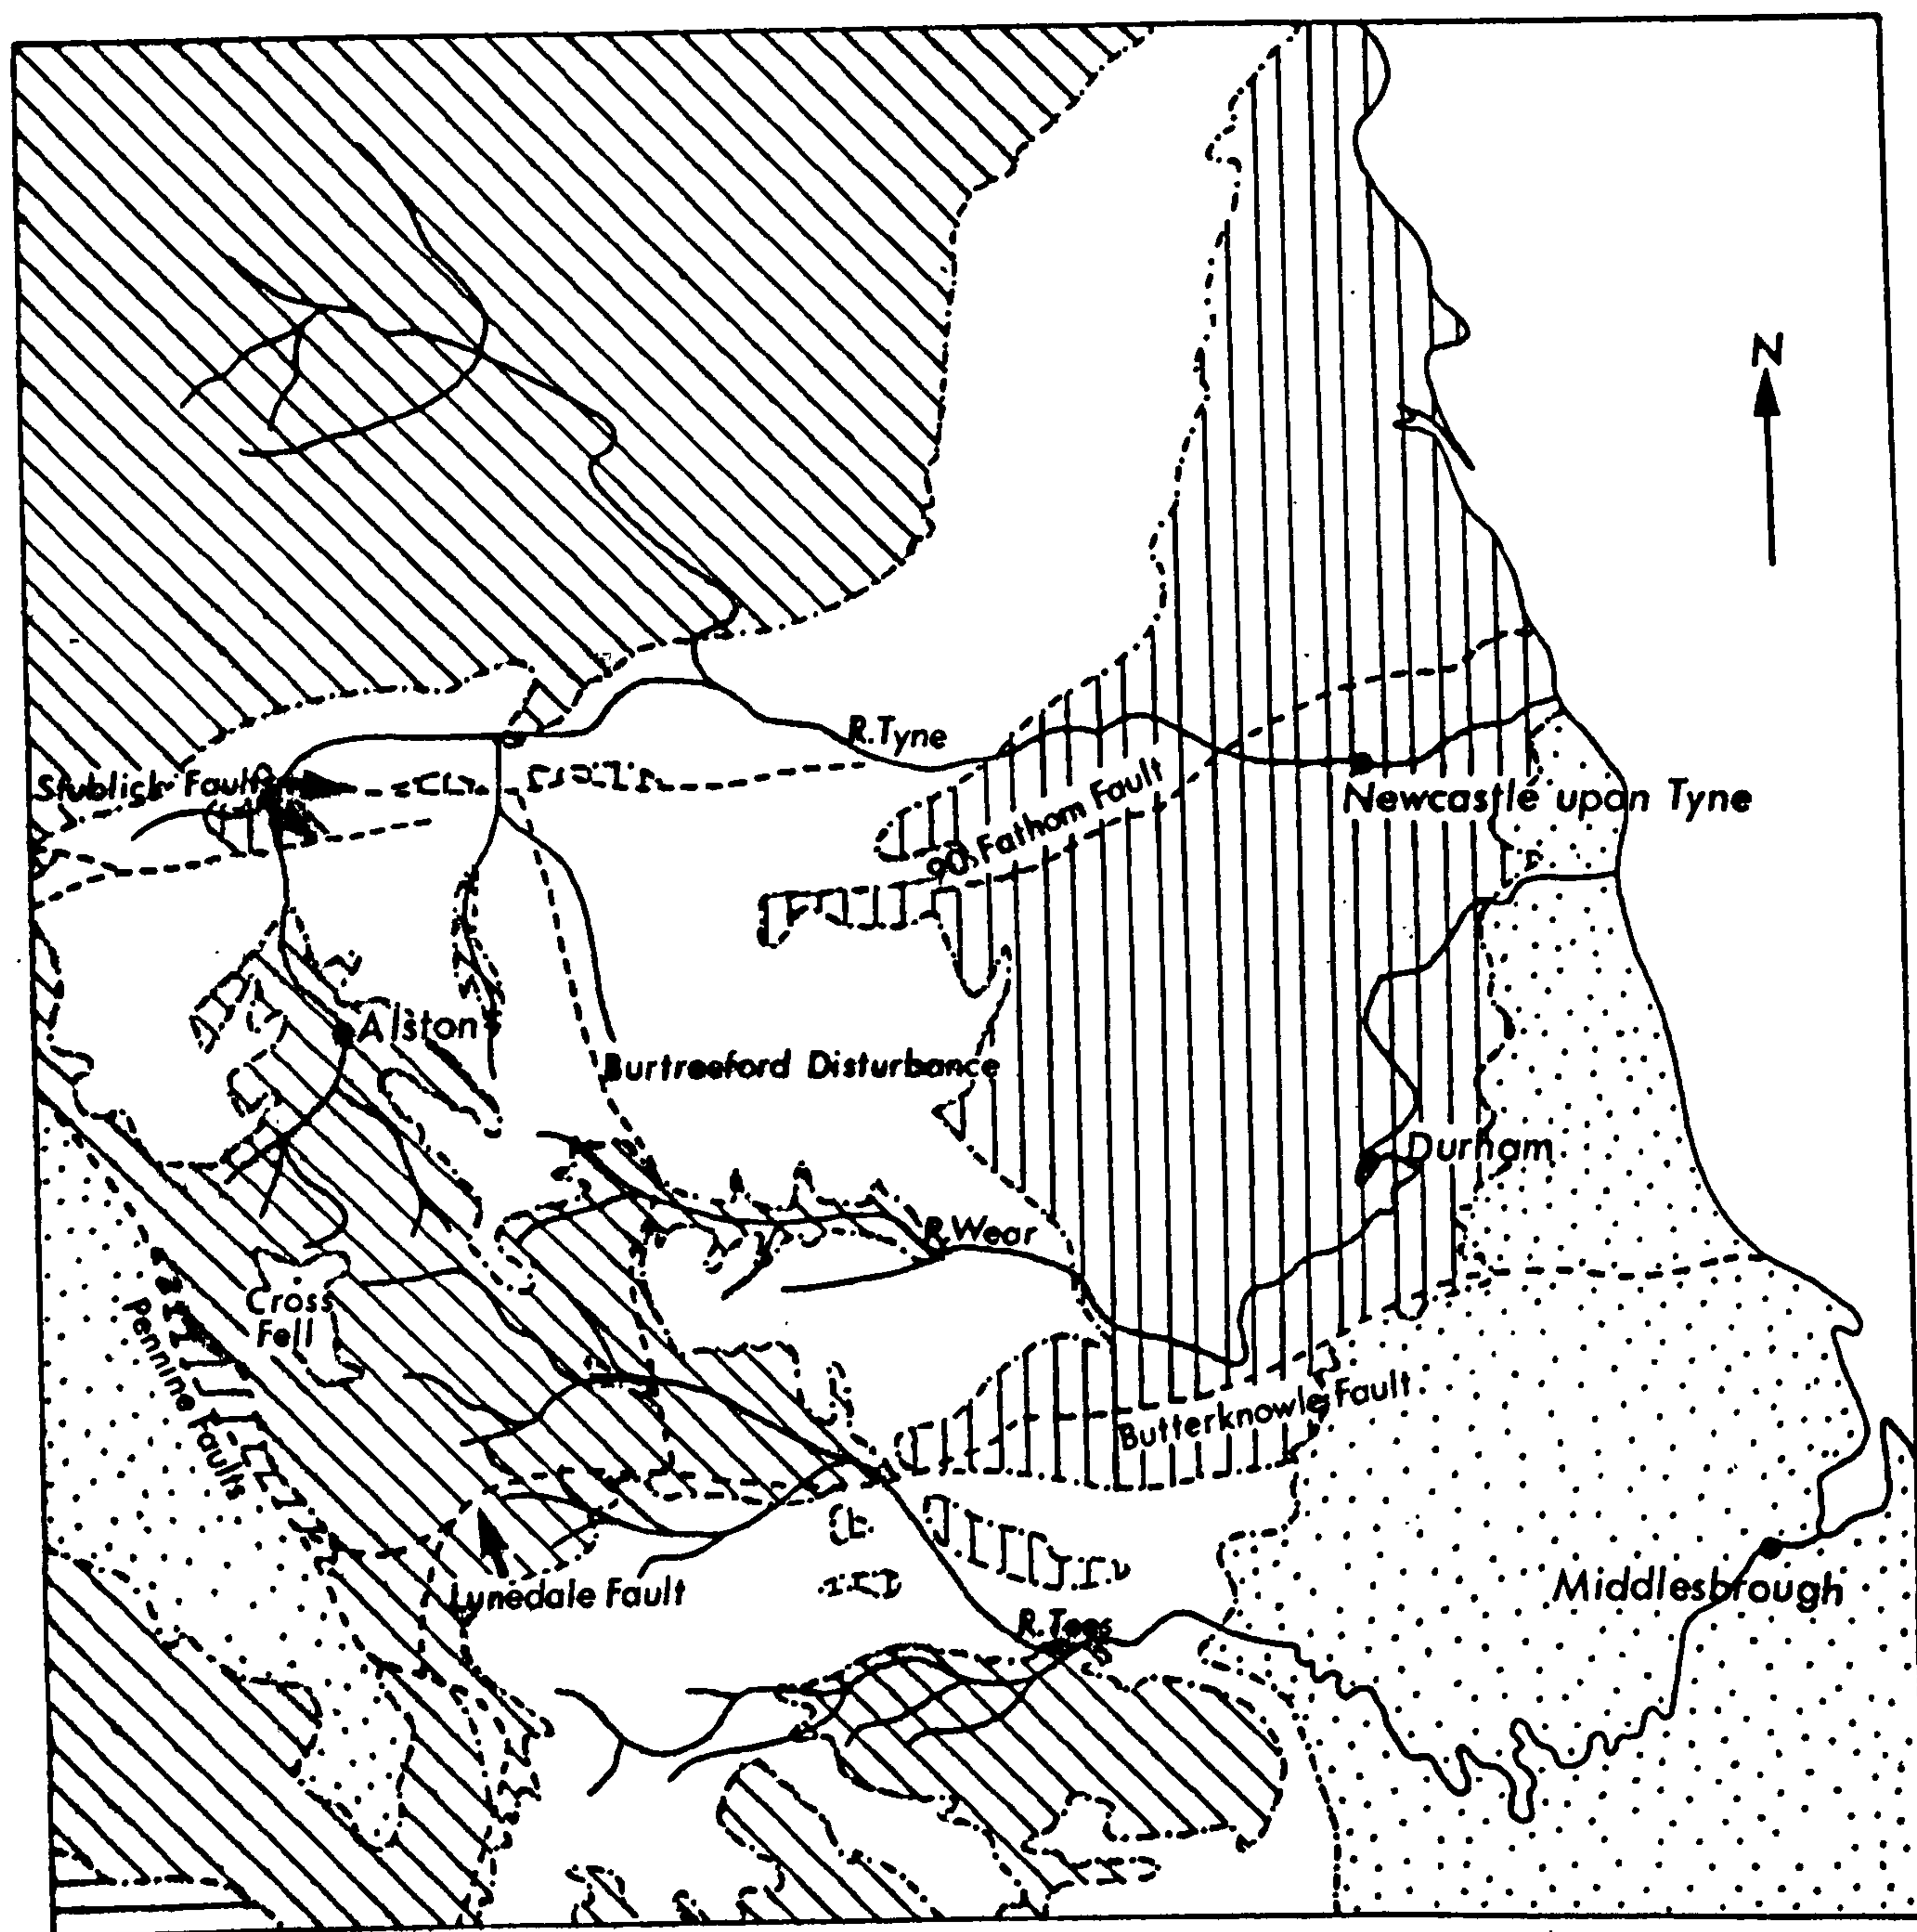 N
R.Tyne
Stublick Fault
Newcastle upon Tyne
90 Fathom Fault
Alston
Burtreeford Disturbance
Durham
R.Wear
Cross
Fell
Pennine Faults
Butterknowle Fault
Lunedale Fault
Middlesbrough
R.Tees